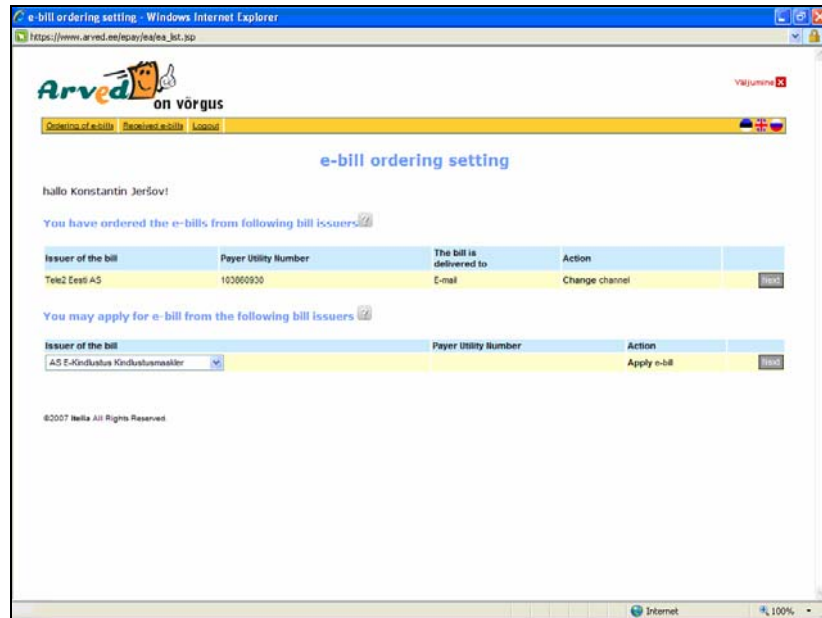 e-bill ordering setting - Windows Internet Explorer
https://www.arved.ee/epay/ea/ea_list.jsp
Arved
on võrgus
Väljumine
Ordering of e-bills Received e-bills Logout
e-bill ordering setting
hallo Konstantin Jeršov!
You have ordered the e-bills from following bill issuers
Issuer of the bill Payer Utility Number The bill is delivered to Action
Tele2 Eesti AS 103860930 E-mail Change channel Next
You may apply for e-bill from the following bill issuers
Issuer of the bill Payer Utility Number Action
AS E-Kindlustus Kindlustusmaakler Apply e-bill Next
©2007 Itella All Rights Reserved.
Internet 100%